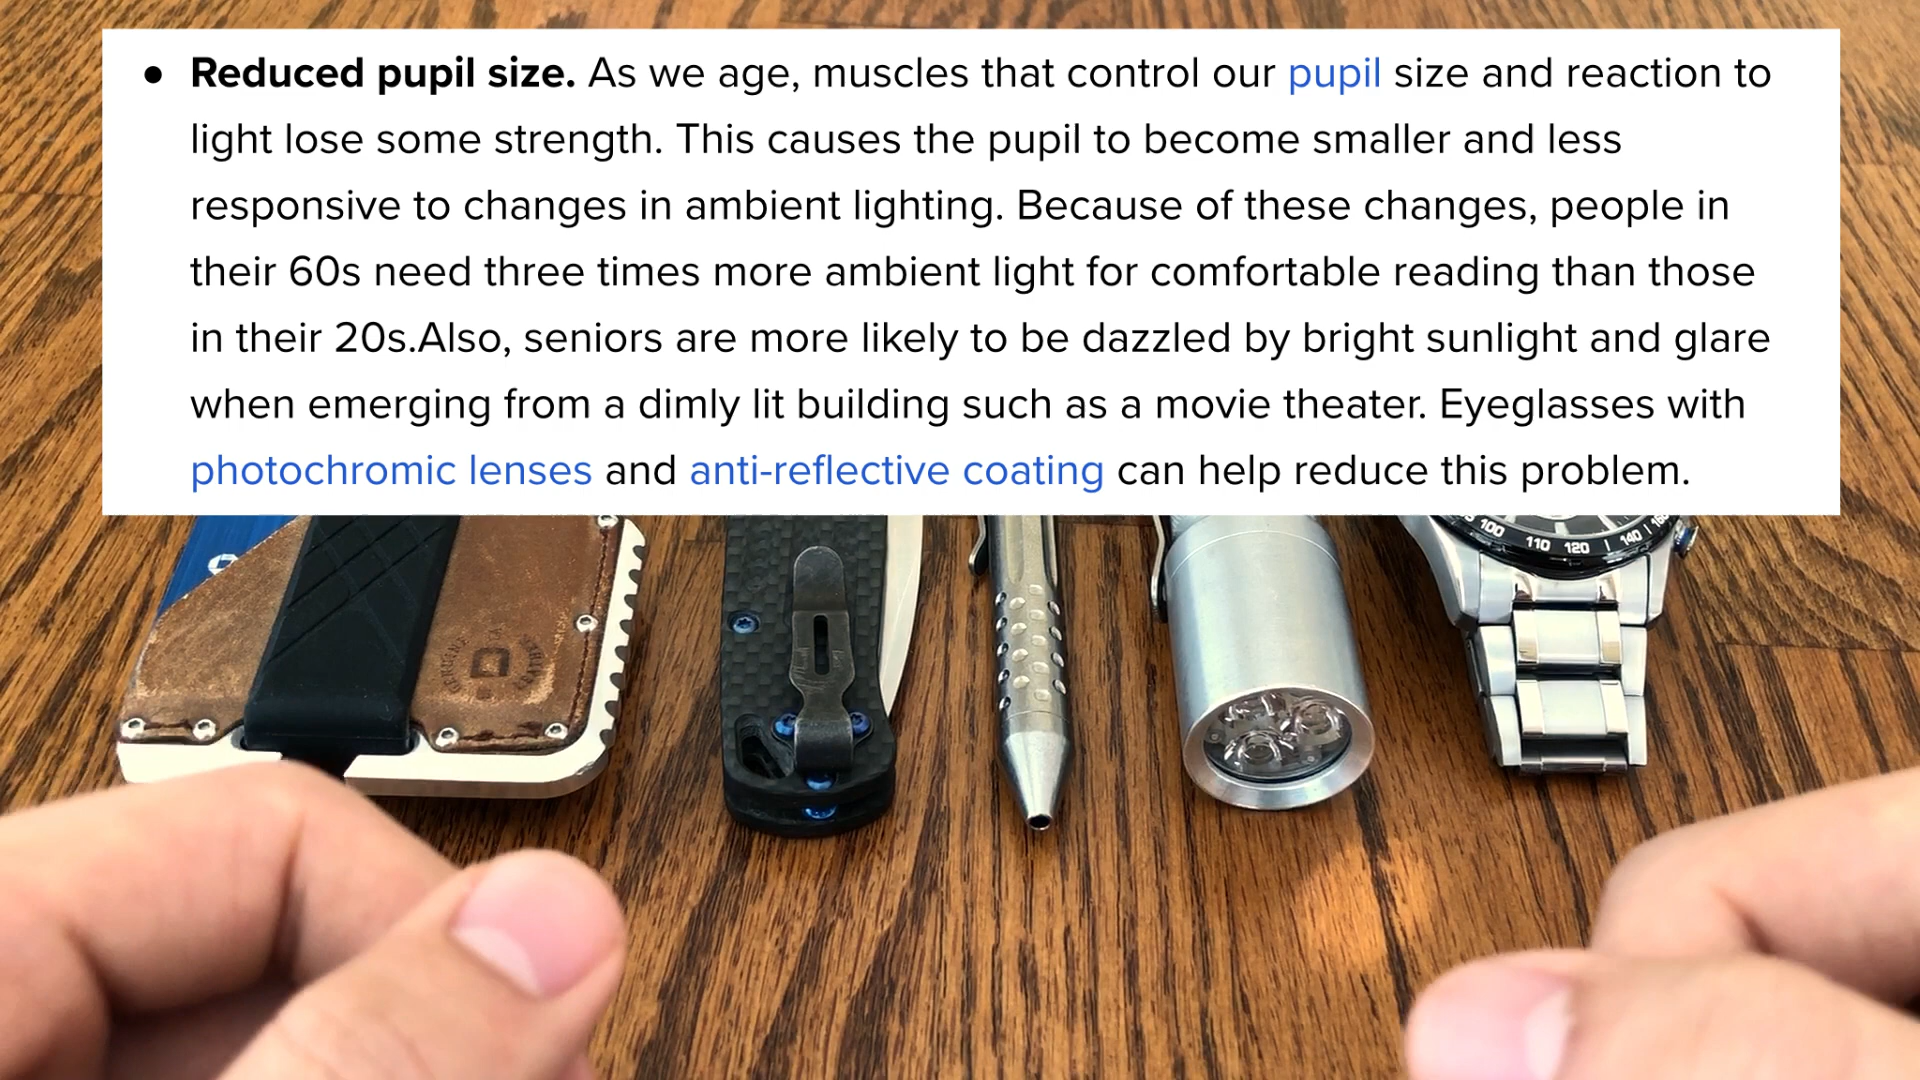 ● Reduced pupil size. As we age, muscles that control our pupil size and reaction to
light lose some strength. This causes the pupil to become smaller and less
responsive to changes in ambient lighting. Because of these changes, people in
their 60s need three times more ambient light for comfortable reading than those
in their 20s.Also, seniors are more likely to be dazzled by bright sunlight and glare
when emerging from a dimly lit building such as a movie theater. Eyeglasses with
photochromic lenses and anti-reflective coating can help reduce this problem.
100 110 120 140
D